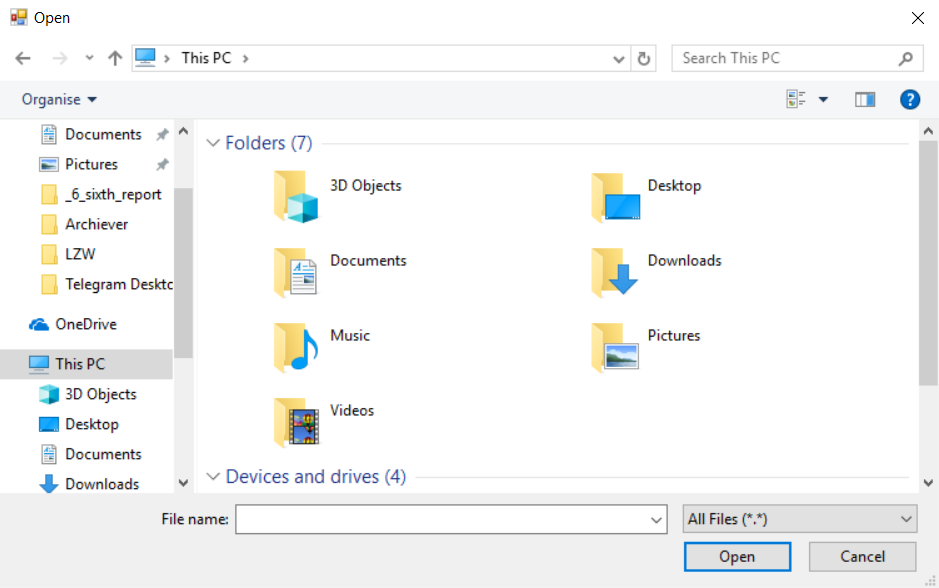 Open
This PC
Search This PC
Organise
Documents
Pictures
_6_sixth_report
Archiever
LZW
Telegram Deskto
OneDrive
This PC
3D Objects
Desktop
Documents
Downloads
Folders (7)
3D Objects
Desktop
Documents
Downloads
Music
Pictures
Videos
Devices and drives (4)
File name:
All Files (*.*)
Open
Cancel